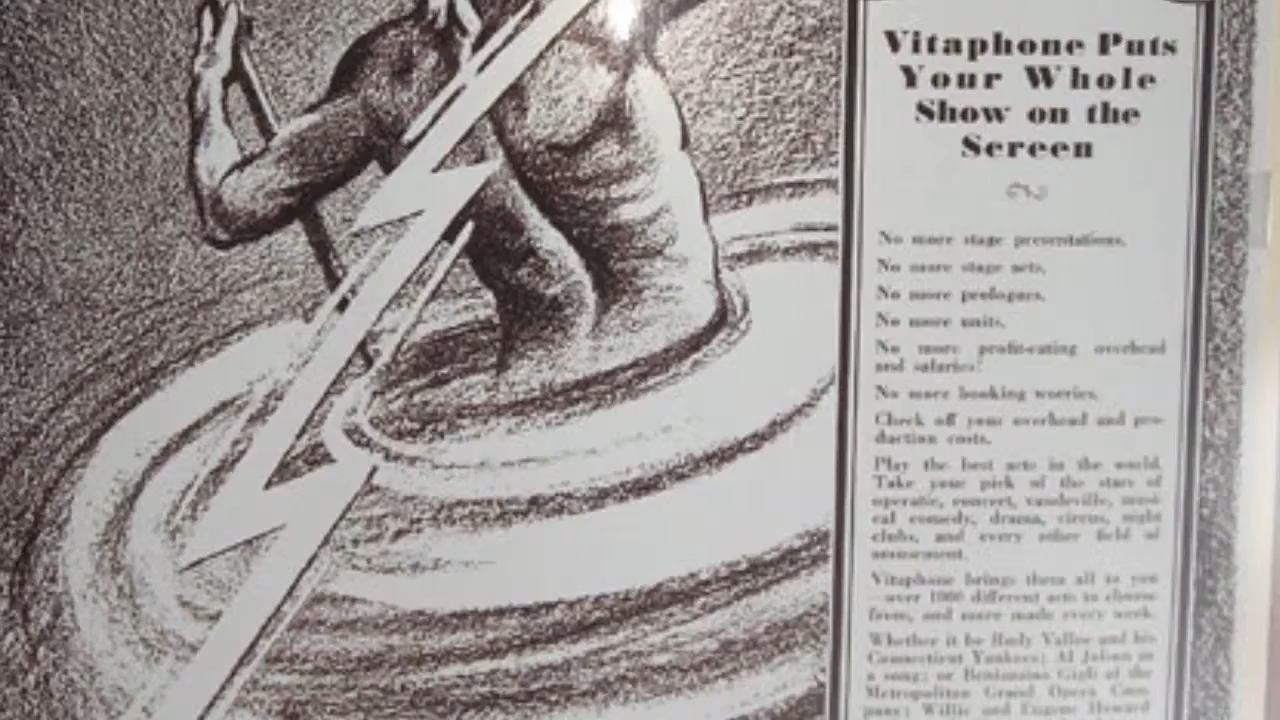 Vitaphone Puts
Your Whole
Show on the
Screen
No more stage presentations.
No more stage acts.
No more prologues.
No more units.
No more profit-eating overhead
and salaries!
No more booking worries.
Check off your overhead and pro-
duction costs.
Play the best acts in the world.
Take your pick of the stars of
operatic, concert, vaudeville, musi-
cal comedy, drama, circus, night
clubs, and every other field of
amusement.
Vitaphone brings them all to you
—over 1000 different acts to choose
from, and more made every week.
Whether it be Rudy Vallee and his
Connecticut Yankees; Al Jolson in
a song; or Beniamino Gigli of the
Metropolitan Grand Opera Com-
pany; Willie and Eugene Howard